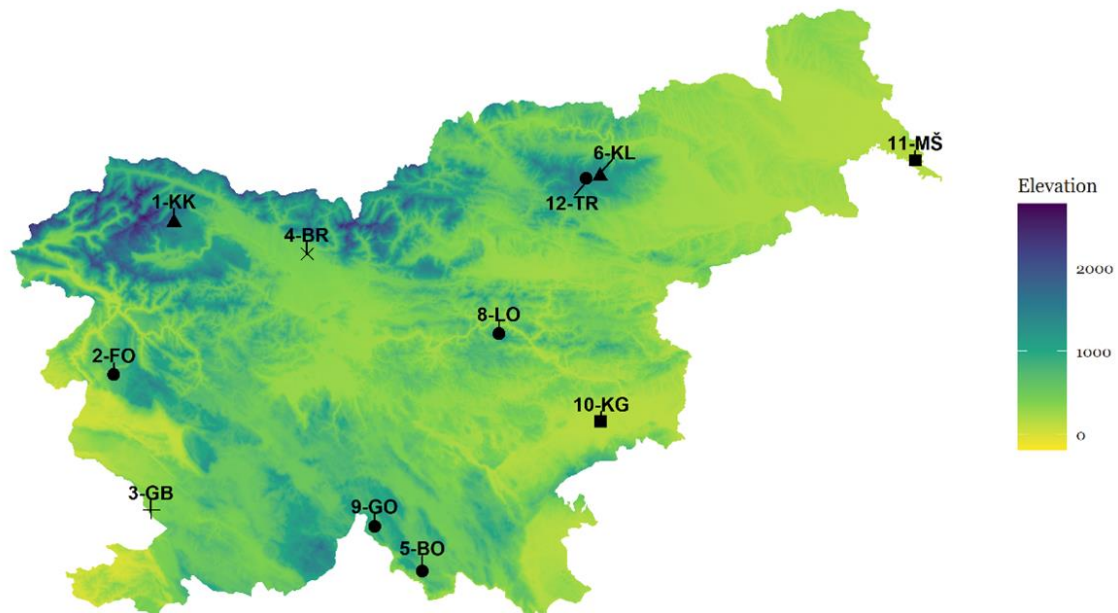 11-MŠ
6-KL
Elevation
12-TR
1-KK
4-BR
2000
8-LO
1000
2-FO
10-KG
0
3-GB
9-GO
5-BO